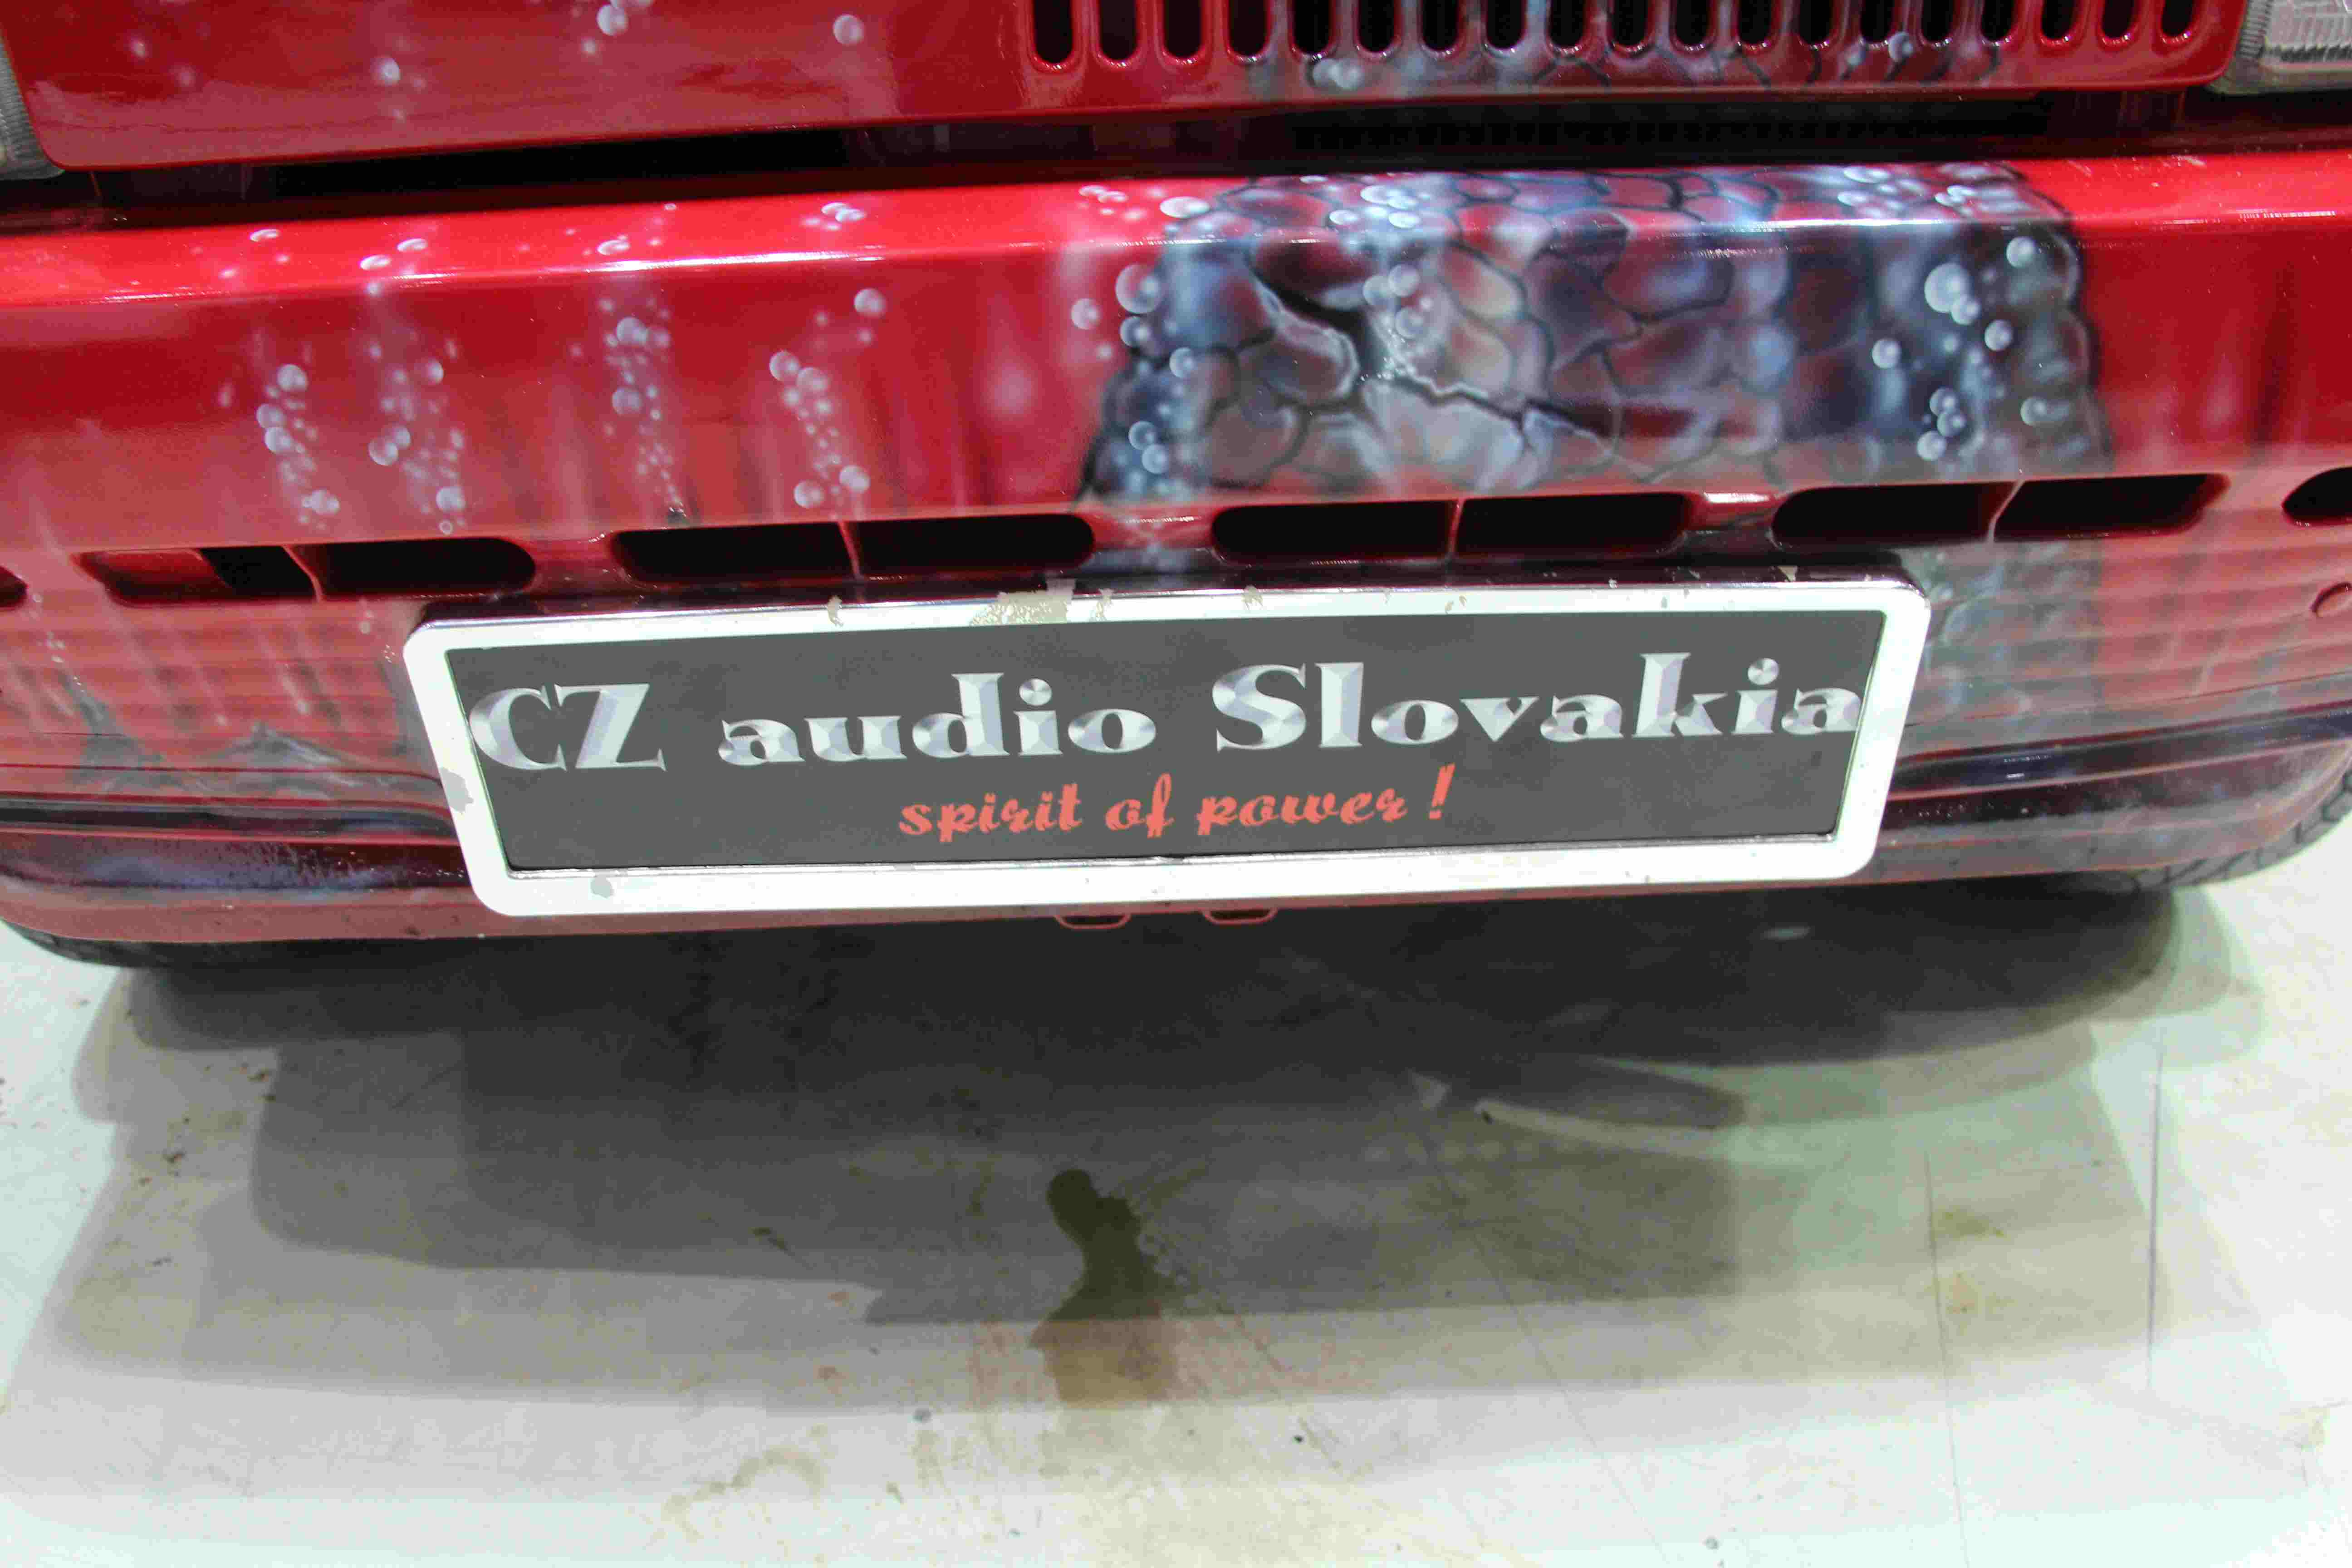 CZ audio Slovakia
spirit of power !